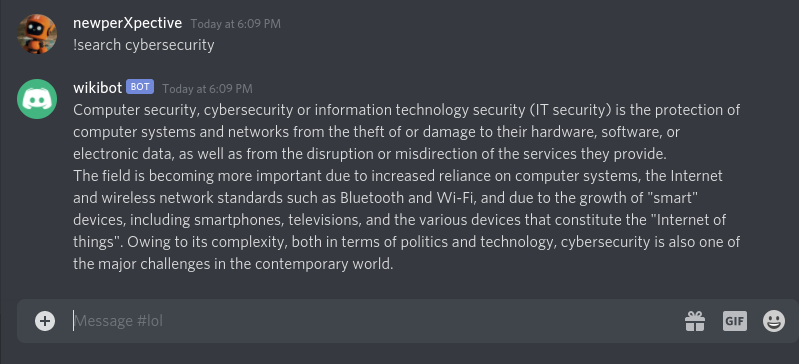 newperXpective Today at 6:09 PM
!search cybersecurity
wikibot BOT Today at 6:09 PM
Computer security, cybersecurity or information technology security (IT security) is the protection of
computer systems and networks from the theft of or damage to their hardware, software, or
electronic data, as well as from the disruption or misdirection of the services they provide.
The field is becoming more important due to increased reliance on computer systems, the Internet
and wireless network standards such as Bluetooth and Wi-Fi, and due to the growth of "smart"
devices, including smartphones, televisions, and the various devices that constitute the "Internet of
things". Owing to its complexity, both in terms of politics and technology, cybersecurity is also one of
the major challenges in the contemporary world.
Message #lol GIF